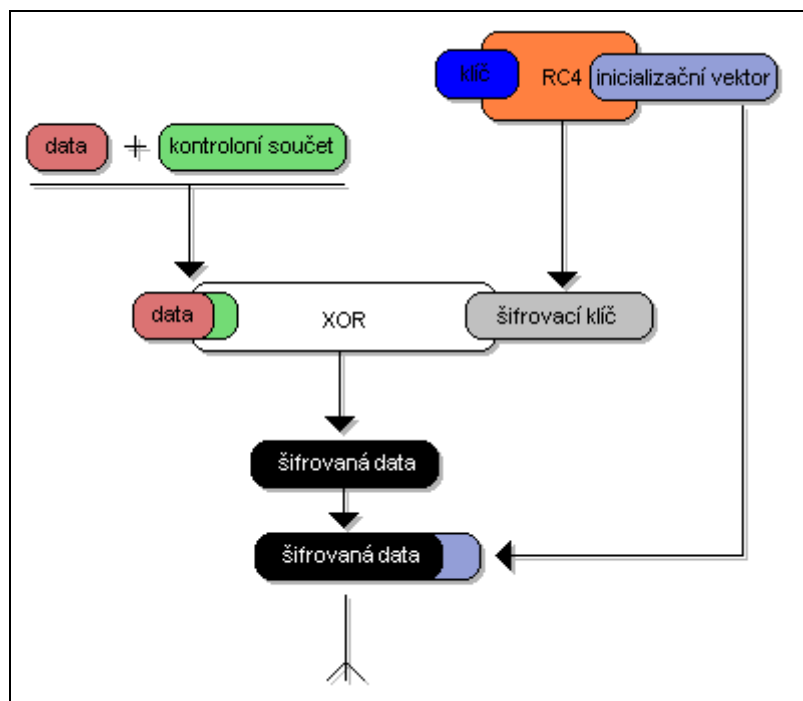 klíč
RC4
inicializační vektor
data
+
kontroloní součet
data
XOR
šifrovací klíč
šifrovaná data
šifrovaná data